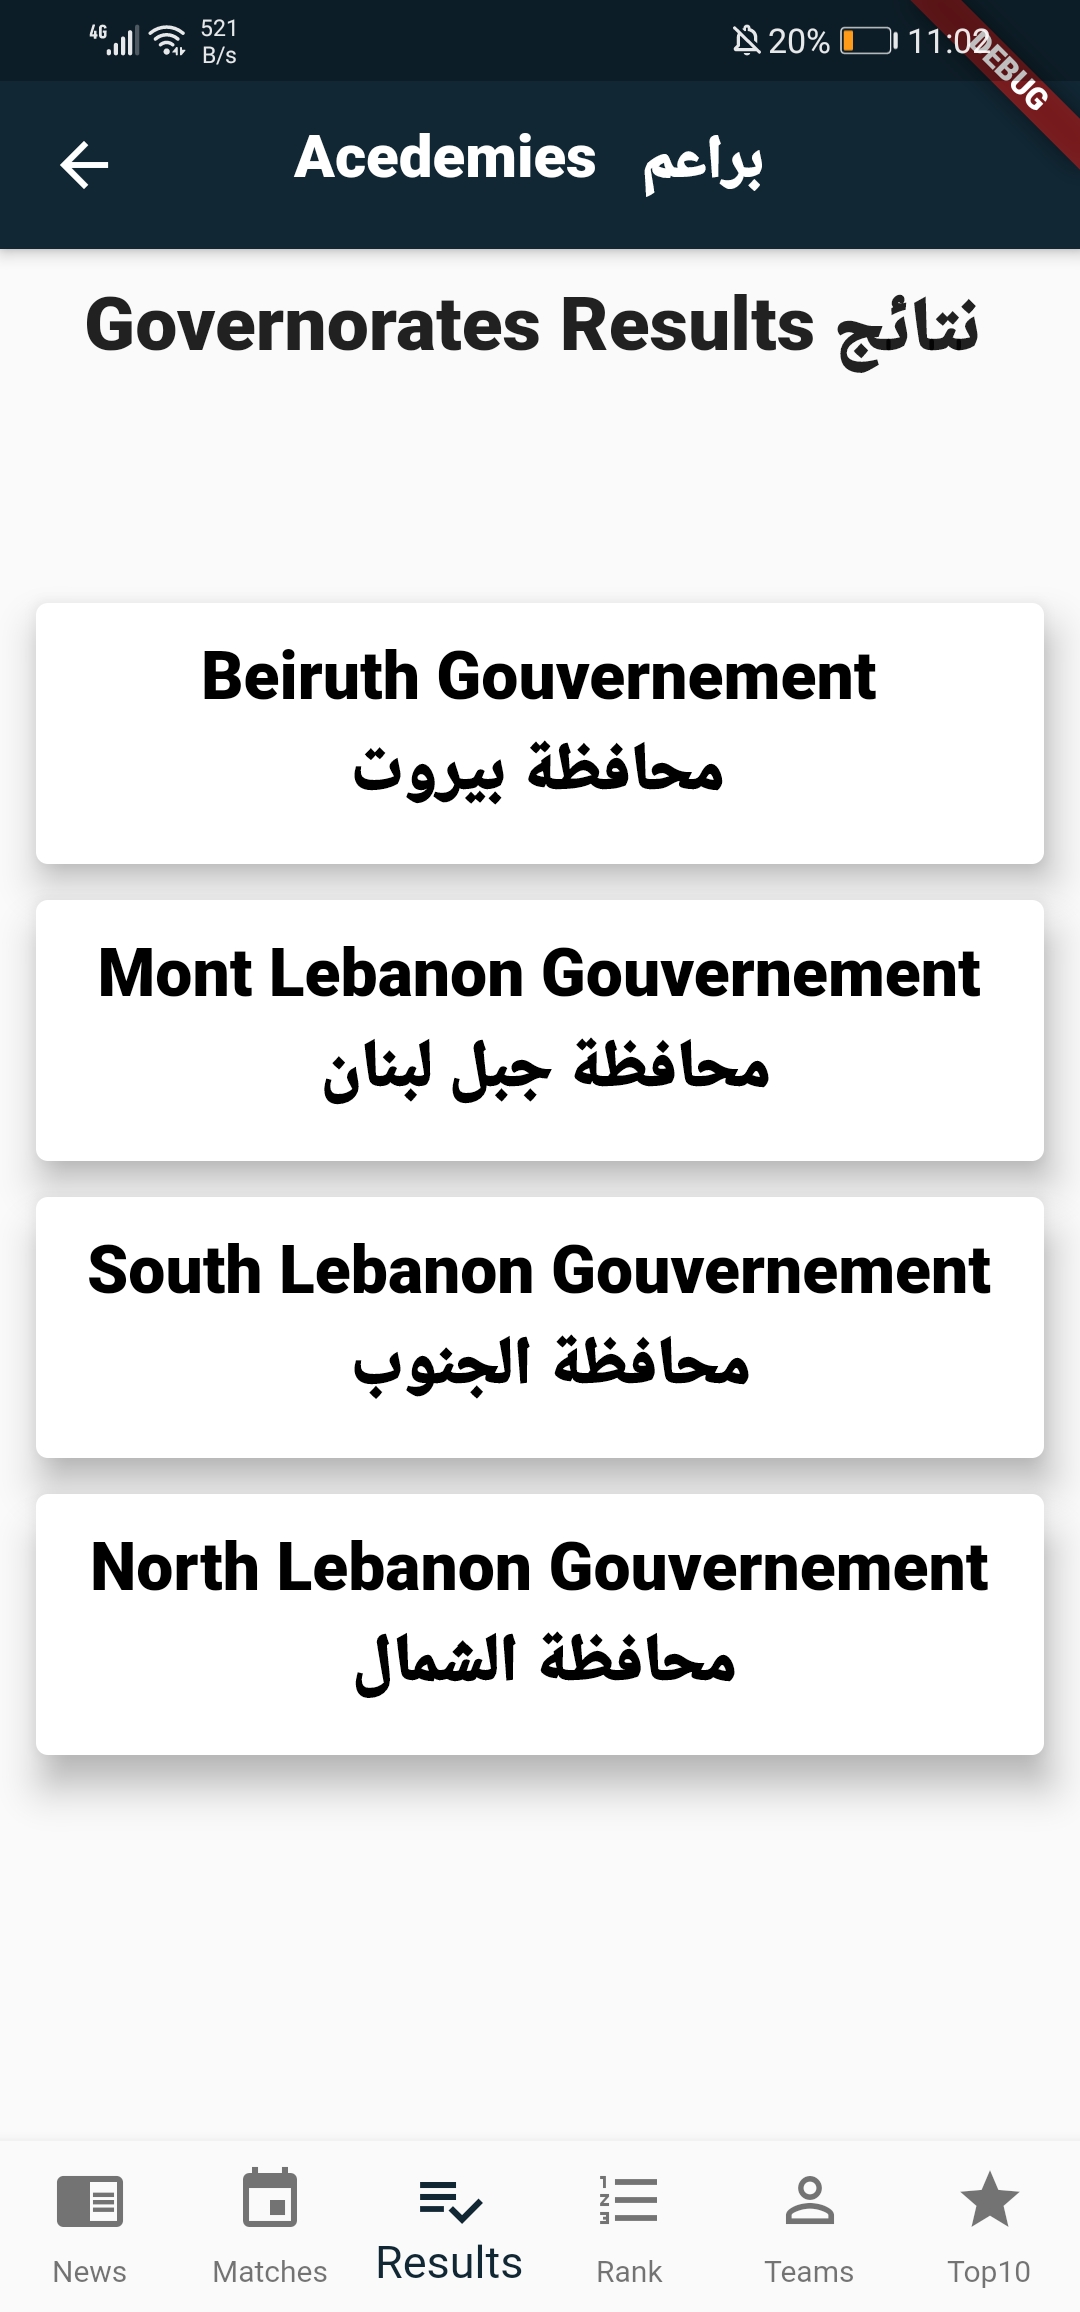 4G 521 B/s 20% 11:02
DEBUG
Acedemies براعم
Governorates Results نتائج
Beiruth Gouvernement
محافظة بيروت
Mont Lebanon Gouvernement
محافظة جبل لبنان
South Lebanon Gouvernement
محافظة الجنوب
North Lebanon Gouvernement
محافظة الشمال
News Matches Results Rank Teams Top10